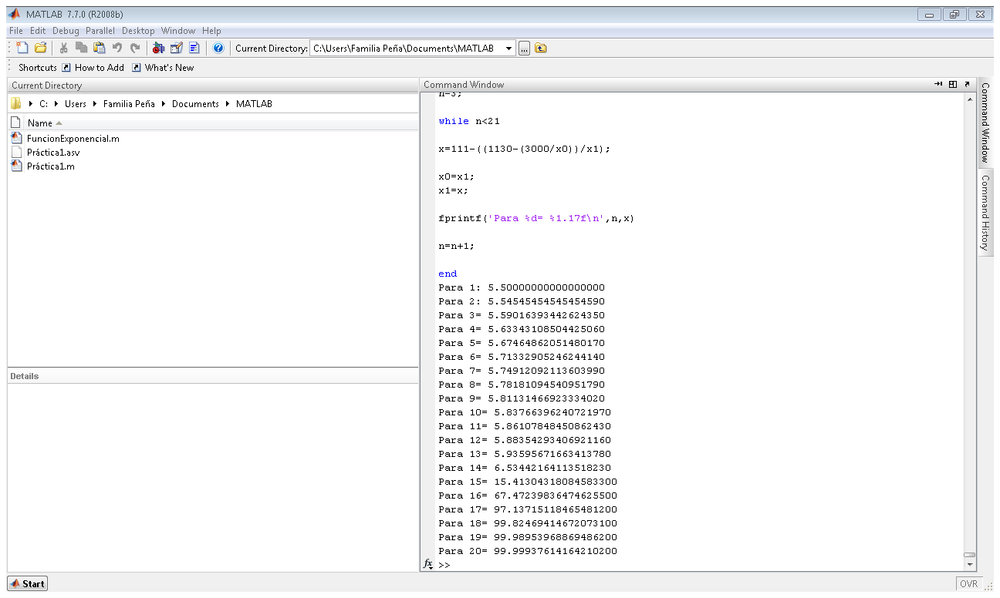 MATLAB 7.7.0 (R2008b)
File Edit Debug Parallel Desktop Window Help
Current Directory: C:\Users\Familia Peña\Documents\MATLAB ...
Shortcuts How to Add What's New
Current Directory
C: Users Familia Peña Documents MATLAB
Name
FuncionExponencial.m
Práctica1.asv
Práctica1.m
Details
Command Window
n=3;
while n<21
x=111-((1130-(3000/x0))/x1);
x0=x1;
x1=x;
fprintf('Para %d= %1.17f\n',n,x)
n=n+1;
end
Para 1: 5.50000000000000000
Para 2: 5.54545454545454590
Para 3= 5.59016393442624350
Para 4= 5.63343108504425060
Para 5= 5.67464862051480170
Para 6= 5.71332905246244140
Para 7= 5.74912092113603990
Para 8= 5.78181094540951790
Para 9= 5.81131466923334020
Para 10= 5.83766396240721970
Para 11= 5.86107848450862430
Para 12= 5.88354293406921160
Para 13= 5.93595671663413780
Para 14= 6.53442164113518230
Para 15= 15.41304318084583300
Para 16= 67.47239836474625500
Para 17= 97.13715118465481200
Para 18= 99.82469414672073100
Para 19= 99.98953968869486200
Para 20= 99.99937614164210200
fx >>
Command Window
Command History
Start
OVR